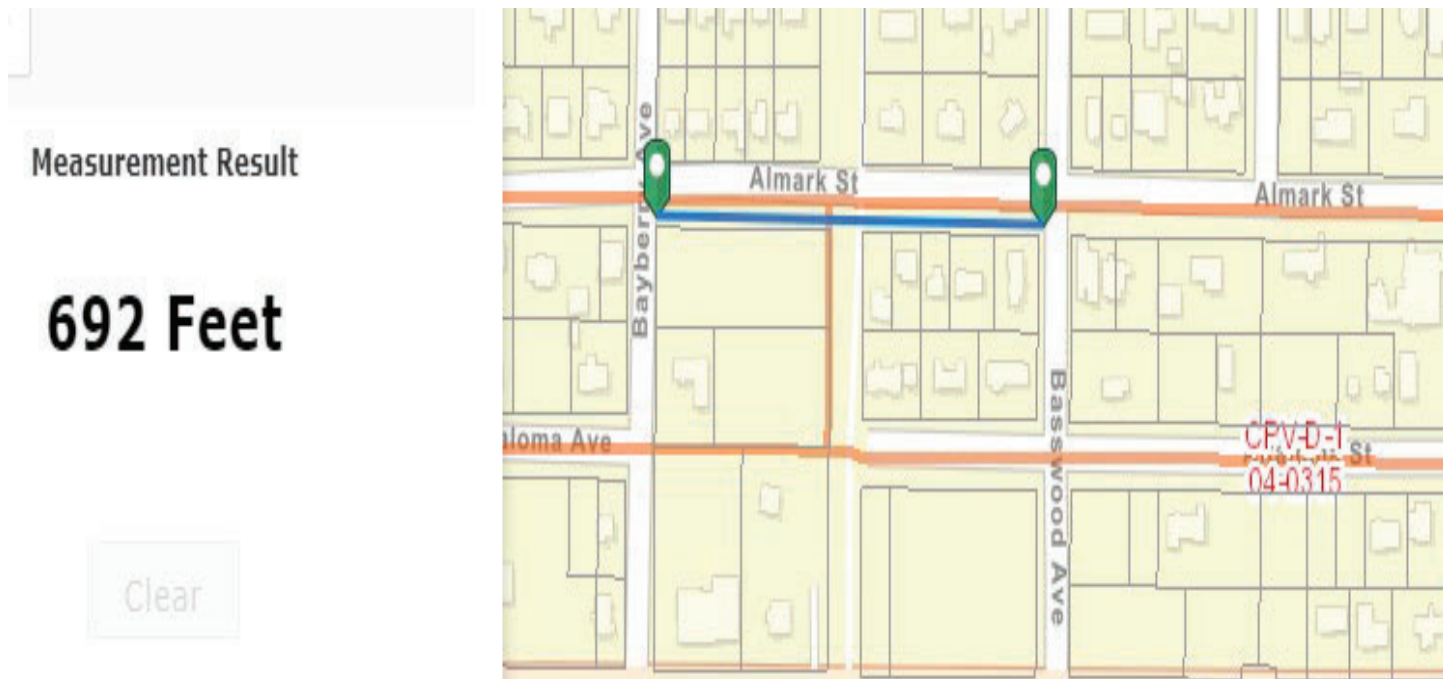 Measurement Result
692 Feet
Clear
Bayberry Ave
Almark St
Almark St
Basswood Ave
aloma Ave
CPV-D-1
St
04-0315